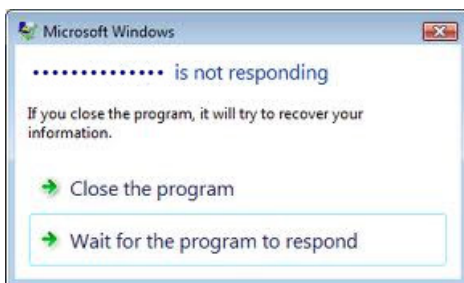 Microsoft Windows
•••••••••••••• is not responding
If you close the program, it will try to recover your
information.
Close the program
Wait for the program to respond